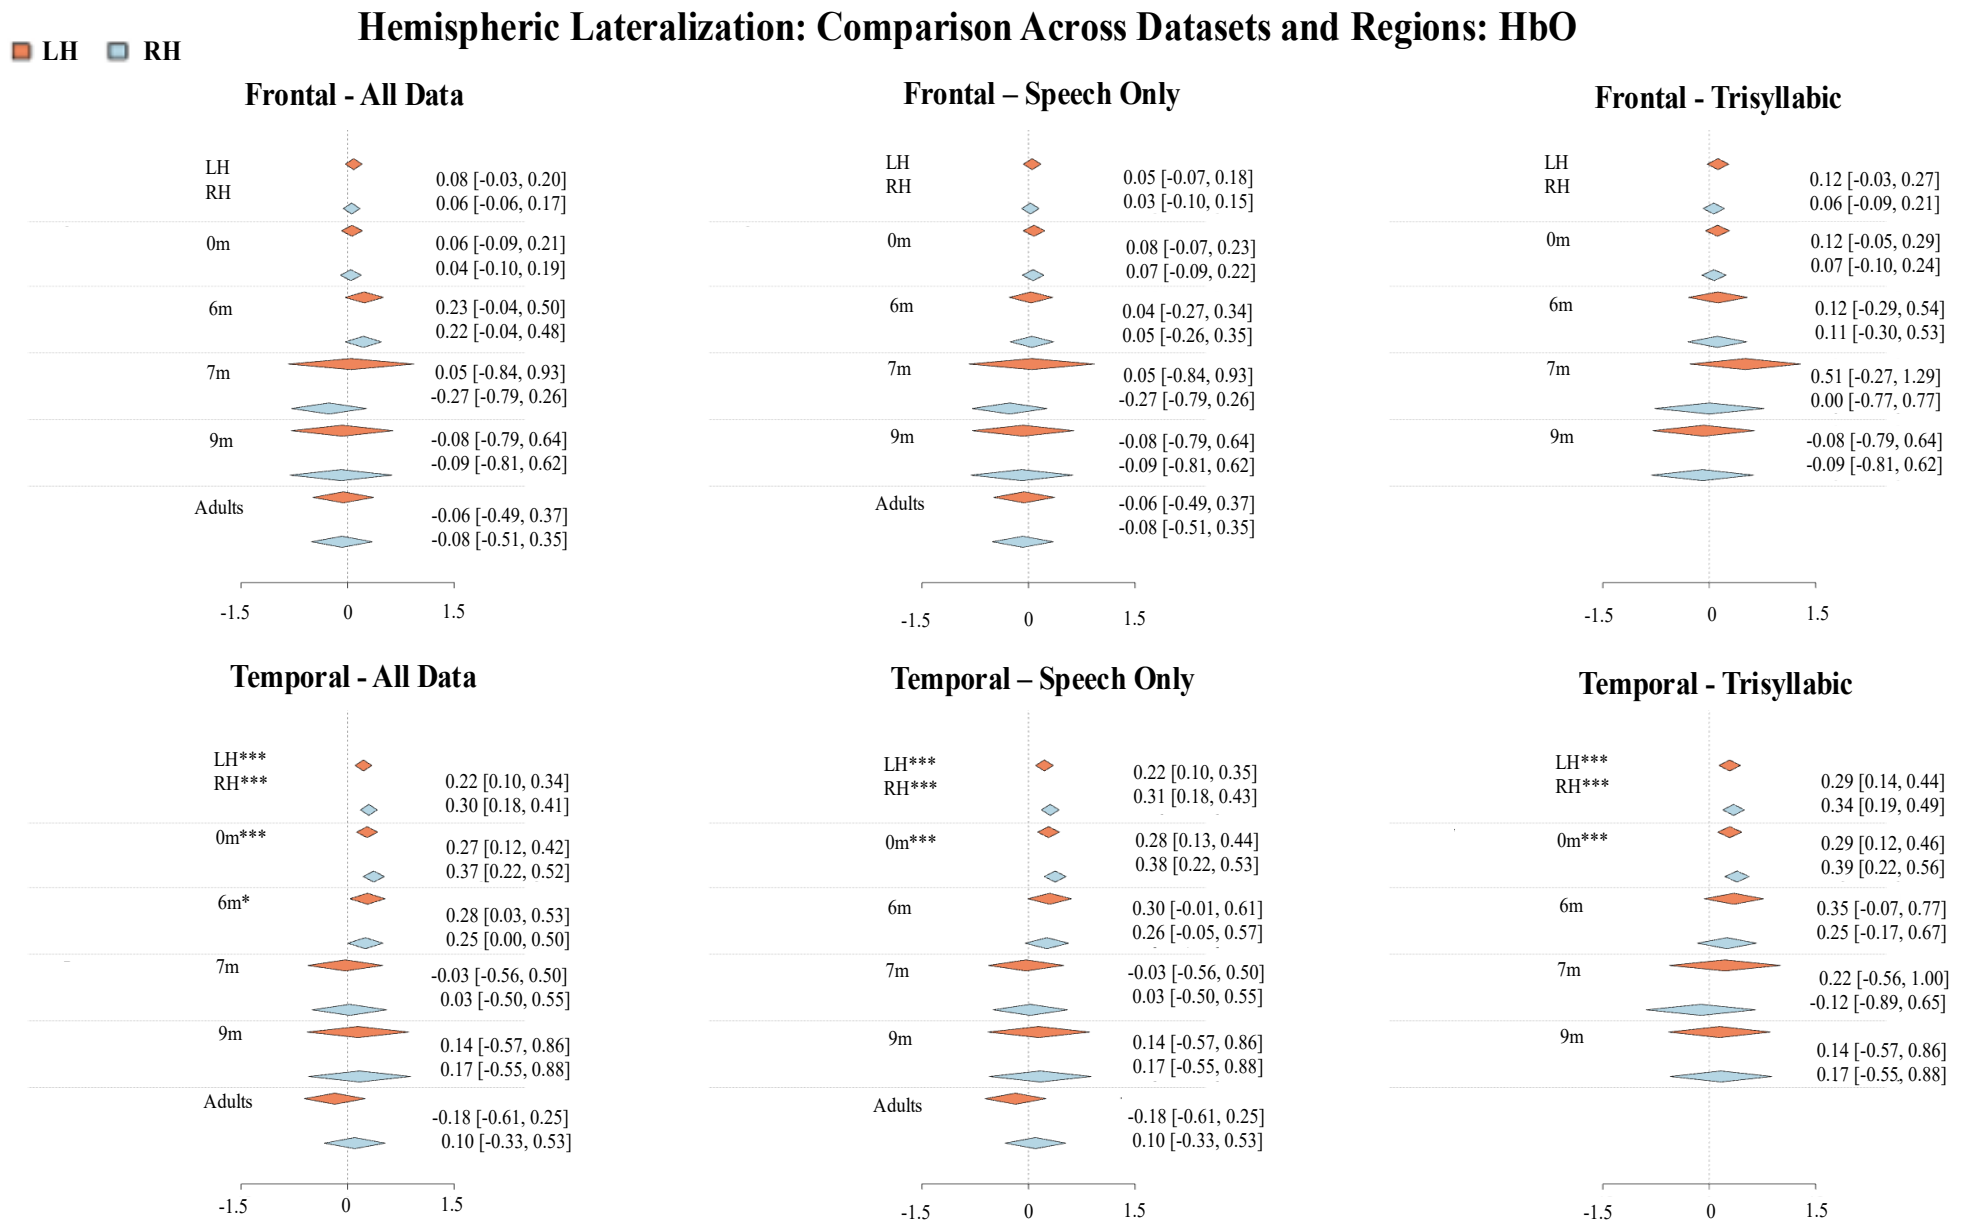 Hemispheric Lateralization: Comparison Across Datasets and Regions: HbO
LH RH
Frontal - All Data
LH
RH
0.08 [-0.03, 0.20]
0.06 [-0.06, 0.17]
0m
0.06 [-0.09, 0.21]
0.04 [-0.10, 0.19]
6m
0.23 [-0.04, 0.50]
0.22 [-0.04, 0.48]
7m
0.05 [-0.84, 0.93]
-0.27 [-0.79, 0.26]
9m
-0.08 [-0.79, 0.64]
-0.09 [-0.81, 0.62]
Adults
-0.06 [-0.49, 0.37]
-0.08 [-0.51, 0.35]
-1.5 0 1.5
Frontal – Speech Only
LH
RH
0.05 [-0.07, 0.18]
0.03 [-0.10, 0.15]
0m
0.08 [-0.07, 0.23]
0.07 [-0.09, 0.22]
6m
0.04 [-0.27, 0.34]
0.05 [-0.26, 0.35]
7m
0.05 [-0.84, 0.93]
-0.27 [-0.79, 0.26]
9m
-0.08 [-0.79, 0.64]
-0.09 [-0.81, 0.62]
Adults
-0.06 [-0.49, 0.37]
-0.08 [-0.51, 0.35]
-1.5 0 1.5
Frontal - Trisyllabic
LH
RH
0.12 [-0.03, 0.27]
0.06 [-0.09, 0.21]
0m
0.12 [-0.05, 0.29]
0.07 [-0.10, 0.24]
6m
0.12 [-0.29, 0.54]
0.11 [-0.30, 0.53]
7m
0.51 [-0.27, 1.29]
0.00 [-0.77, 0.77]
9m
-0.08 [-0.79, 0.64]
-0.09 [-0.81, 0.62]
-1.5 0 1.5
Temporal - All Data
LH***
RH***
0.22 [0.10, 0.34]
0.30 [0.18, 0.41]
0m***
0.27 [0.12, 0.42]
0.37 [0.22, 0.52]
6m*
0.28 [0.03, 0.53]
0.25 [0.00, 0.50]
7m
-0.03 [-0.56, 0.50]
0.03 [-0.50, 0.55]
9m
0.14 [-0.57, 0.86]
0.17 [-0.55, 0.88]
Adults
-0.18 [-0.61, 0.25]
0.10 [-0.33, 0.53]
-1.5 0 1.5
Temporal – Speech Only
LH***
RH***
0.22 [0.10, 0.35]
0.31 [0.18, 0.43]
0m***
0.28 [0.13, 0.44]
0.38 [0.22, 0.53]
6m
0.30 [-0.01, 0.61]
0.26 [-0.05, 0.57]
7m
-0.03 [-0.56, 0.50]
0.03 [-0.50, 0.55]
9m
0.14 [-0.57, 0.86]
0.17 [-0.55, 0.88]
Adults
-0.18 [-0.61, 0.25]
0.10 [-0.33, 0.53]
-1.5 0 1.5
Temporal - Trisyllabic
LH***
RH***
0.29 [0.14, 0.44]
0.34 [0.19, 0.49]
0m***
0.29 [0.12, 0.46]
0.39 [0.22, 0.56]
6m
0.35 [-0.07, 0.77]
0.25 [-0.17, 0.67]
7m
0.22 [-0.56, 1.00]
-0.12 [-0.89, 0.65]
9m
0.14 [-0.57, 0.86]
0.17 [-0.55, 0.88]
-1.5 0 1.5